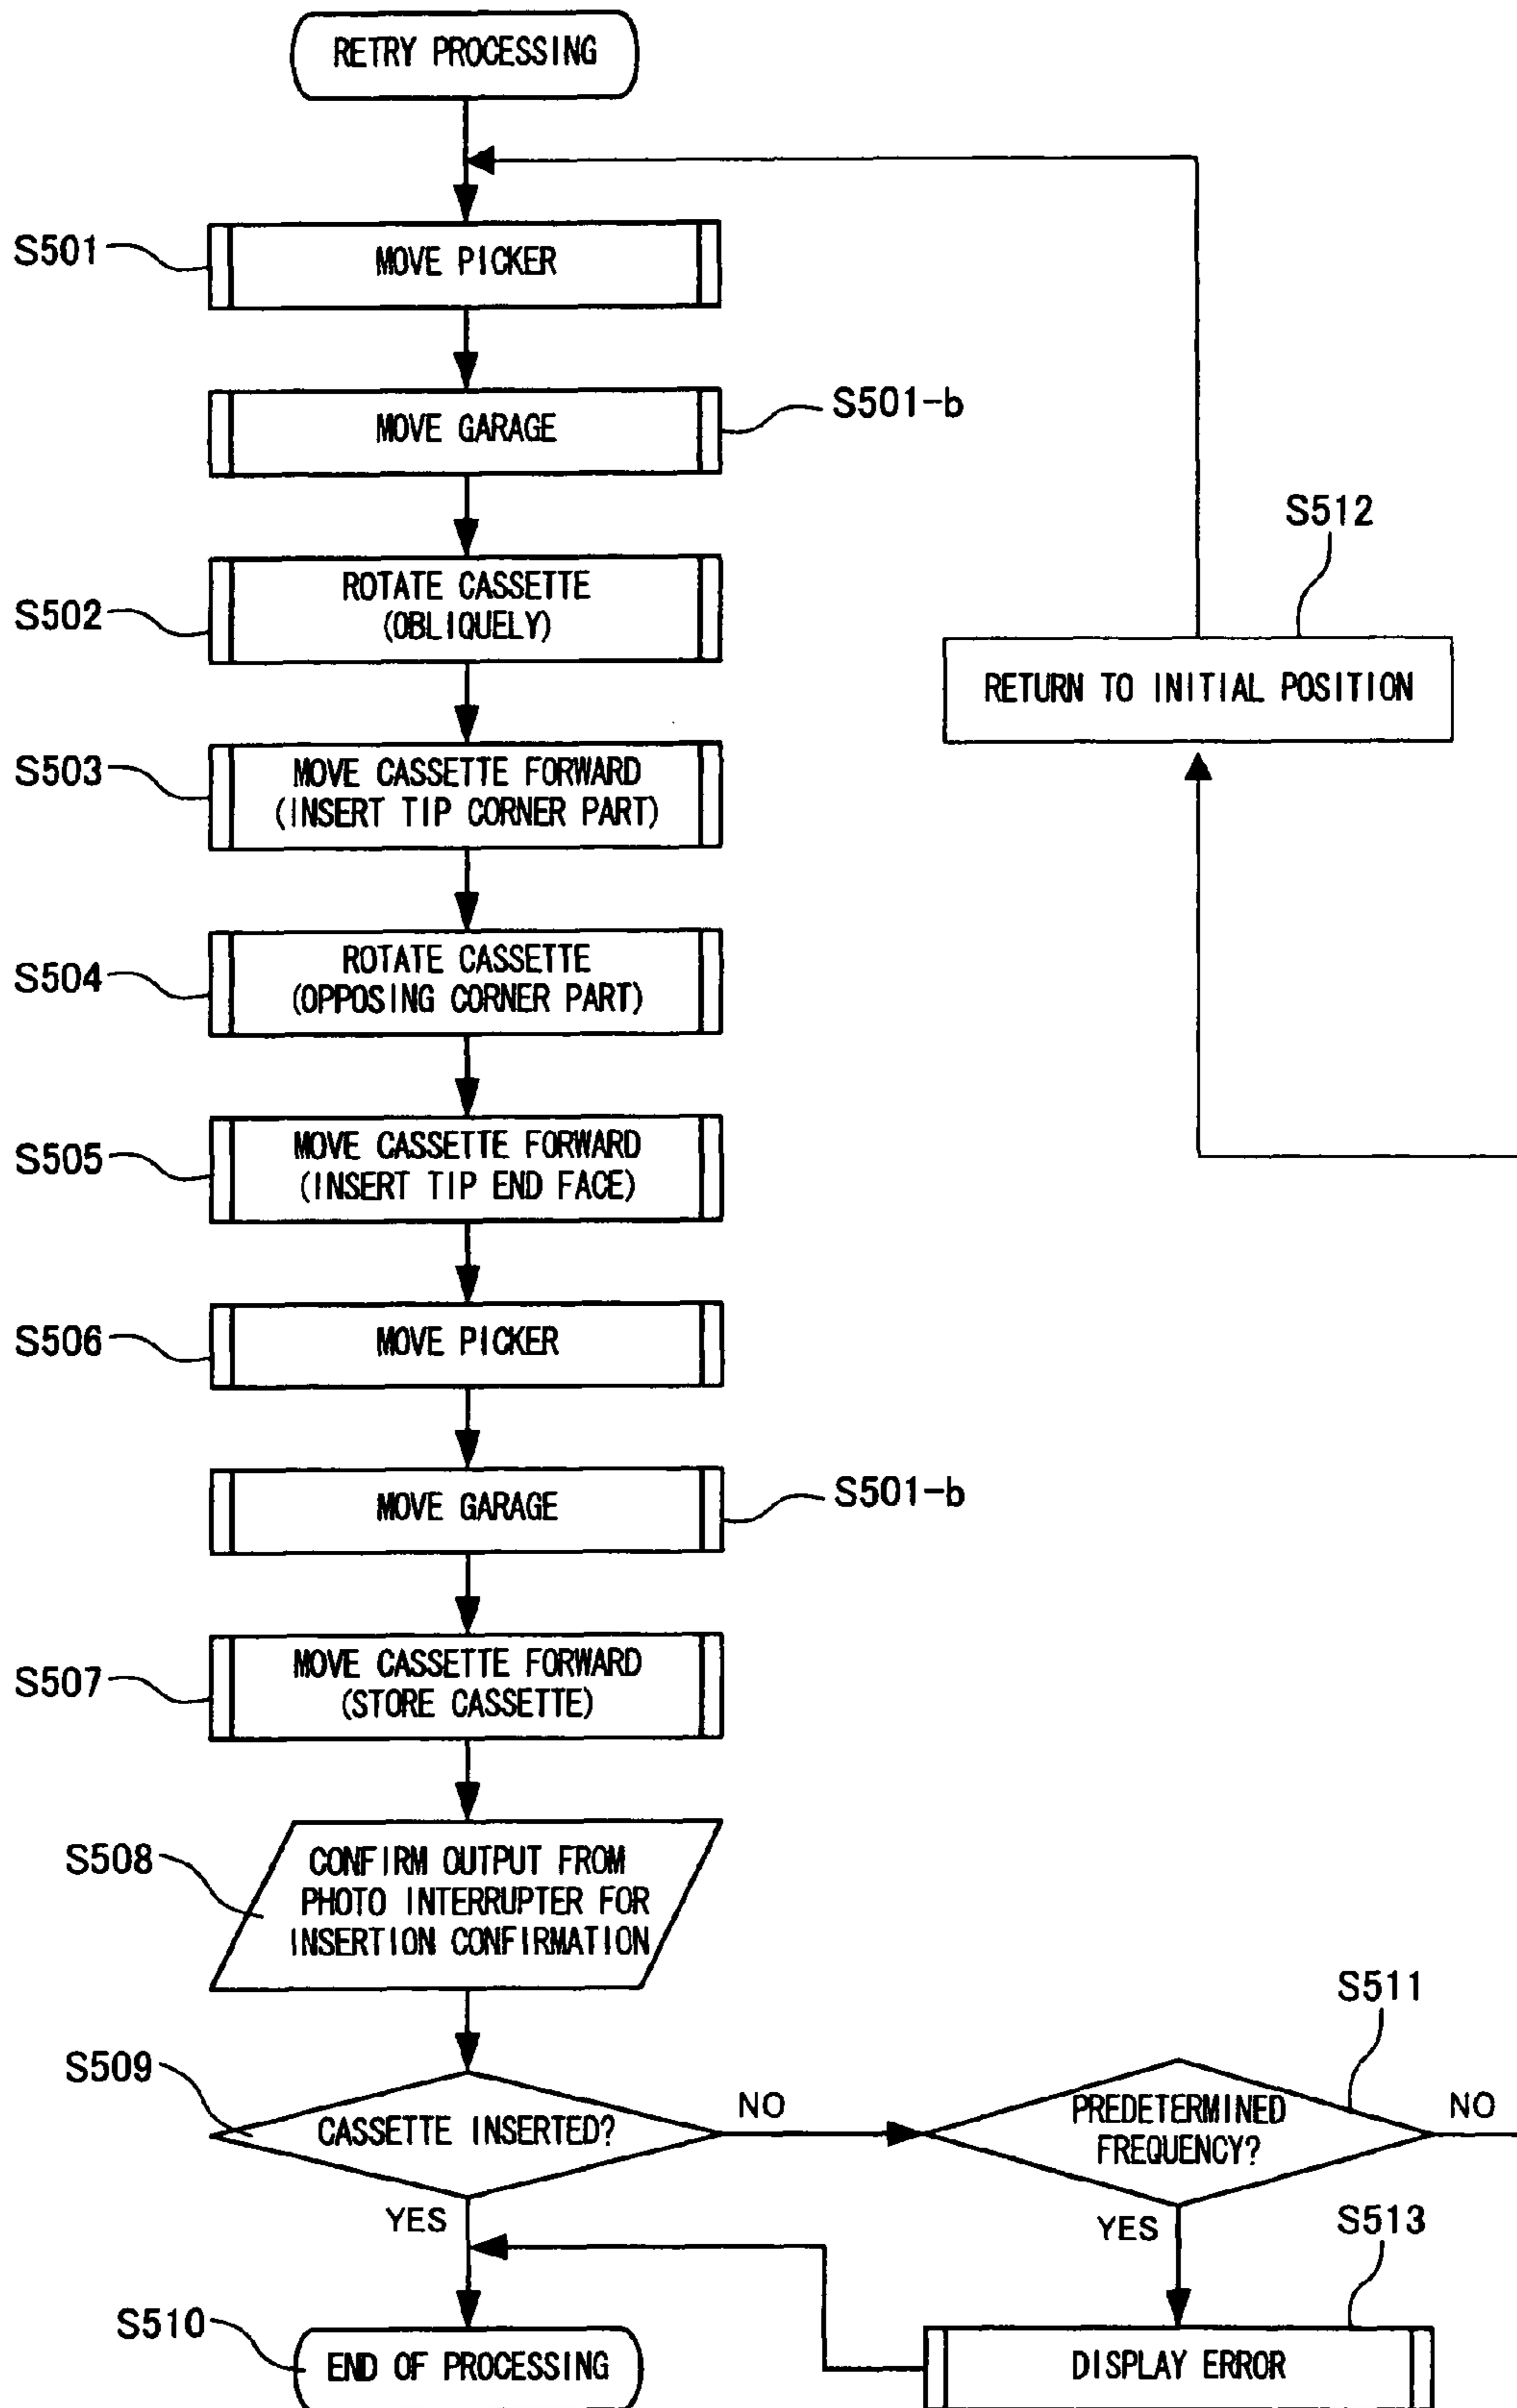 RETRY PROCESSING
S501
MOVE PICKER
MOVE GARAGE
S501-b
S502
ROTATE CASSETTE
(OBLIQUELY)
S512
RETURN TO INITIAL POSITION
S503
MOVE CASSETTE FORWARD
(INSERT TIP CORNER PART)
S504
ROTATE CASSETTE
(OPPOSING CORNER PART)
S505
MOVE CASSETTE FORWARD
(INSERT TIP END FACE)
S506
MOVE PICKER
MOVE GARAGE
S501-b
S507
MOVE CASSETTE FORWARD
(STORE CASSETTE)
S508
CONFIRM OUTPUT FROM
PHOTO INTERRUPTER FOR
INSERTION CONFIRMATION
S509
CASSETTE INSERTED?
NO
S511
PREDETERMINED
FREQUENCY?
NO
YES
YES
S513
S510
END OF PROCESSING
DISPLAY ERROR